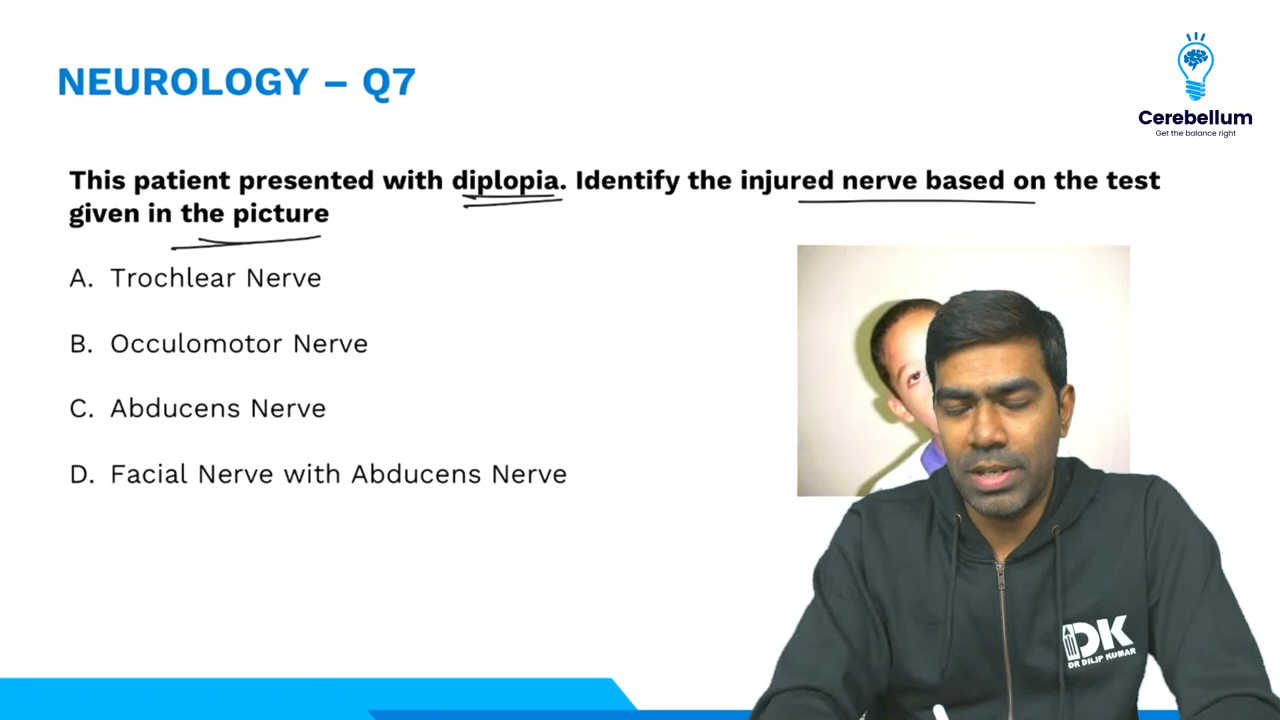 NEUROLOGY – Q7
Cerebellum
Get the balance right
This patient presented with diplopia. Identify the injured nerve based on the test
given in the picture
A. Trochlear Nerve
B. Occulomotor Nerve
C. Abducens Nerve
D. Facial Nerve with Abducens Nerve
DK
DR DILIP KUMAR